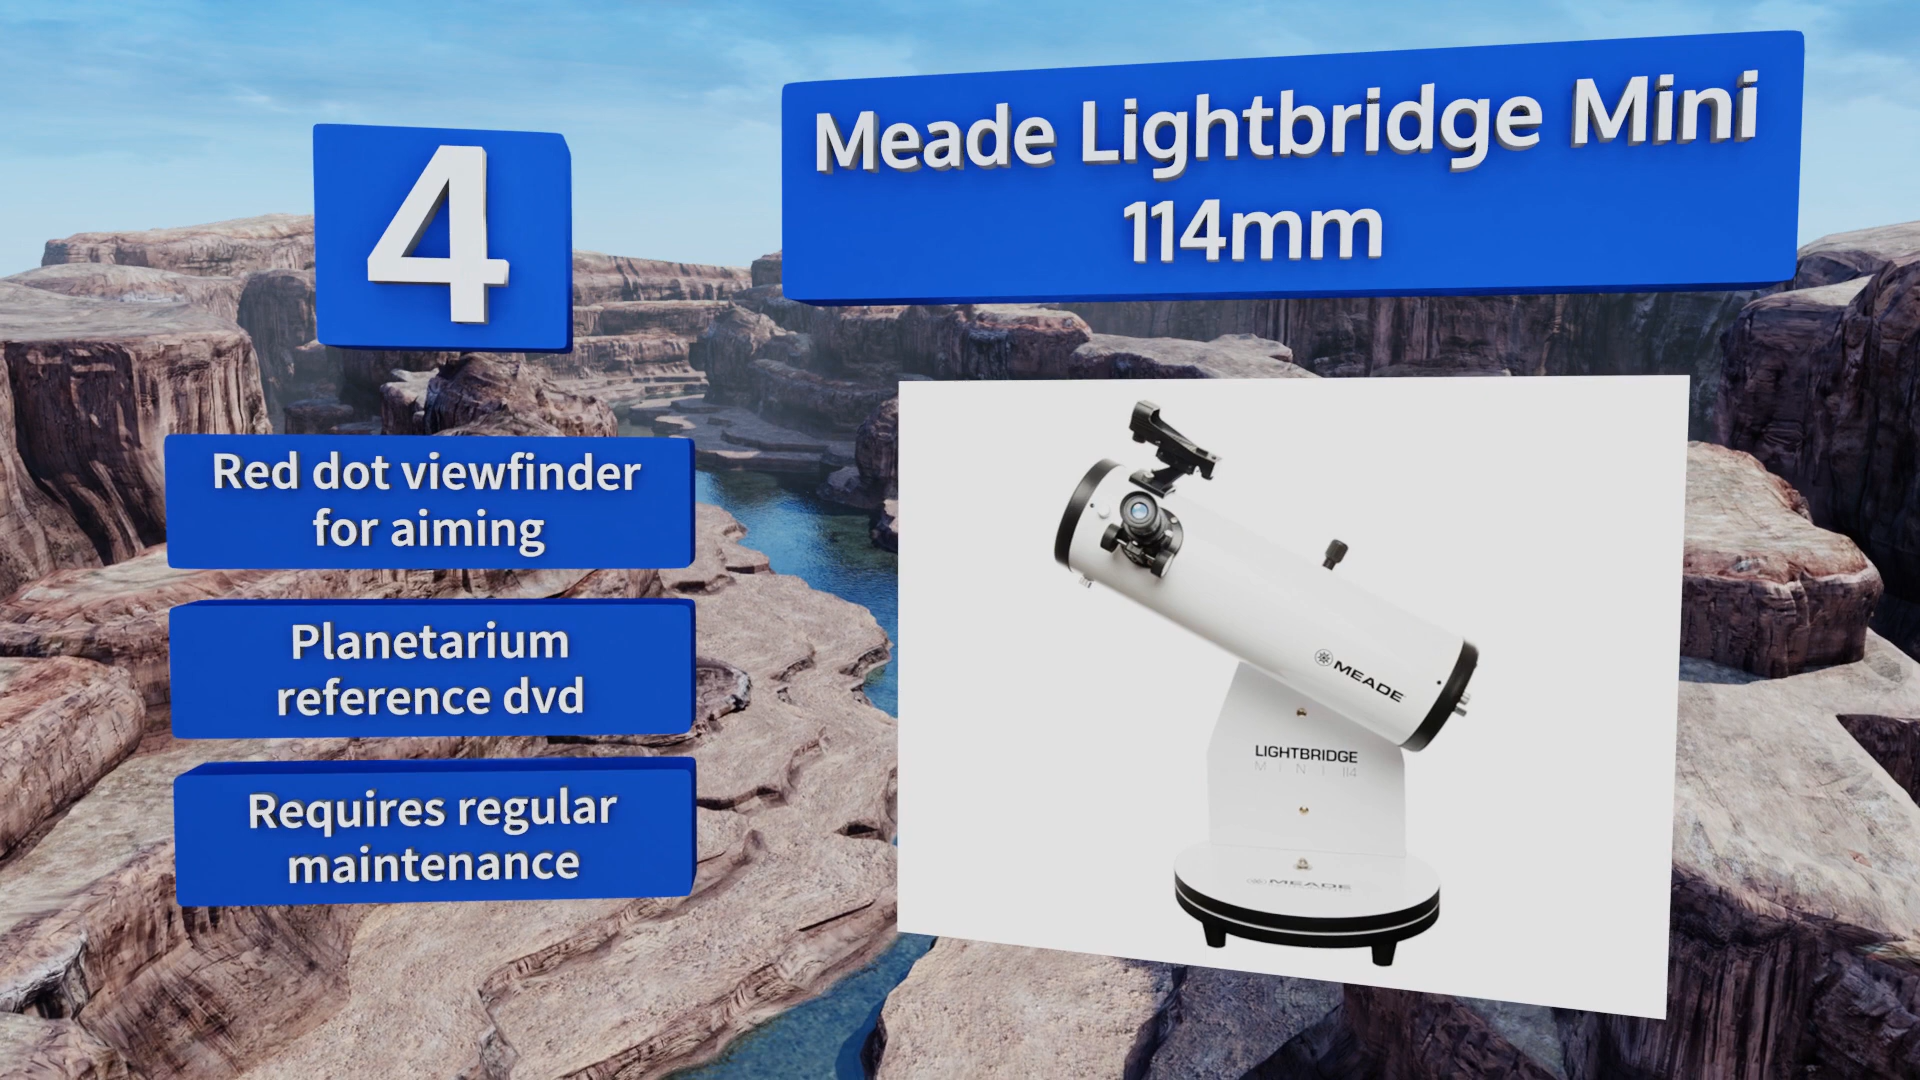 4
Meade Lightbridge Mini
114mm
Red dot viewfinder
for aiming
Planetarium
reference dvd
Requires regular
maintenance
MEADE
LIGHTBRIDGE
MINI 114
MEADE